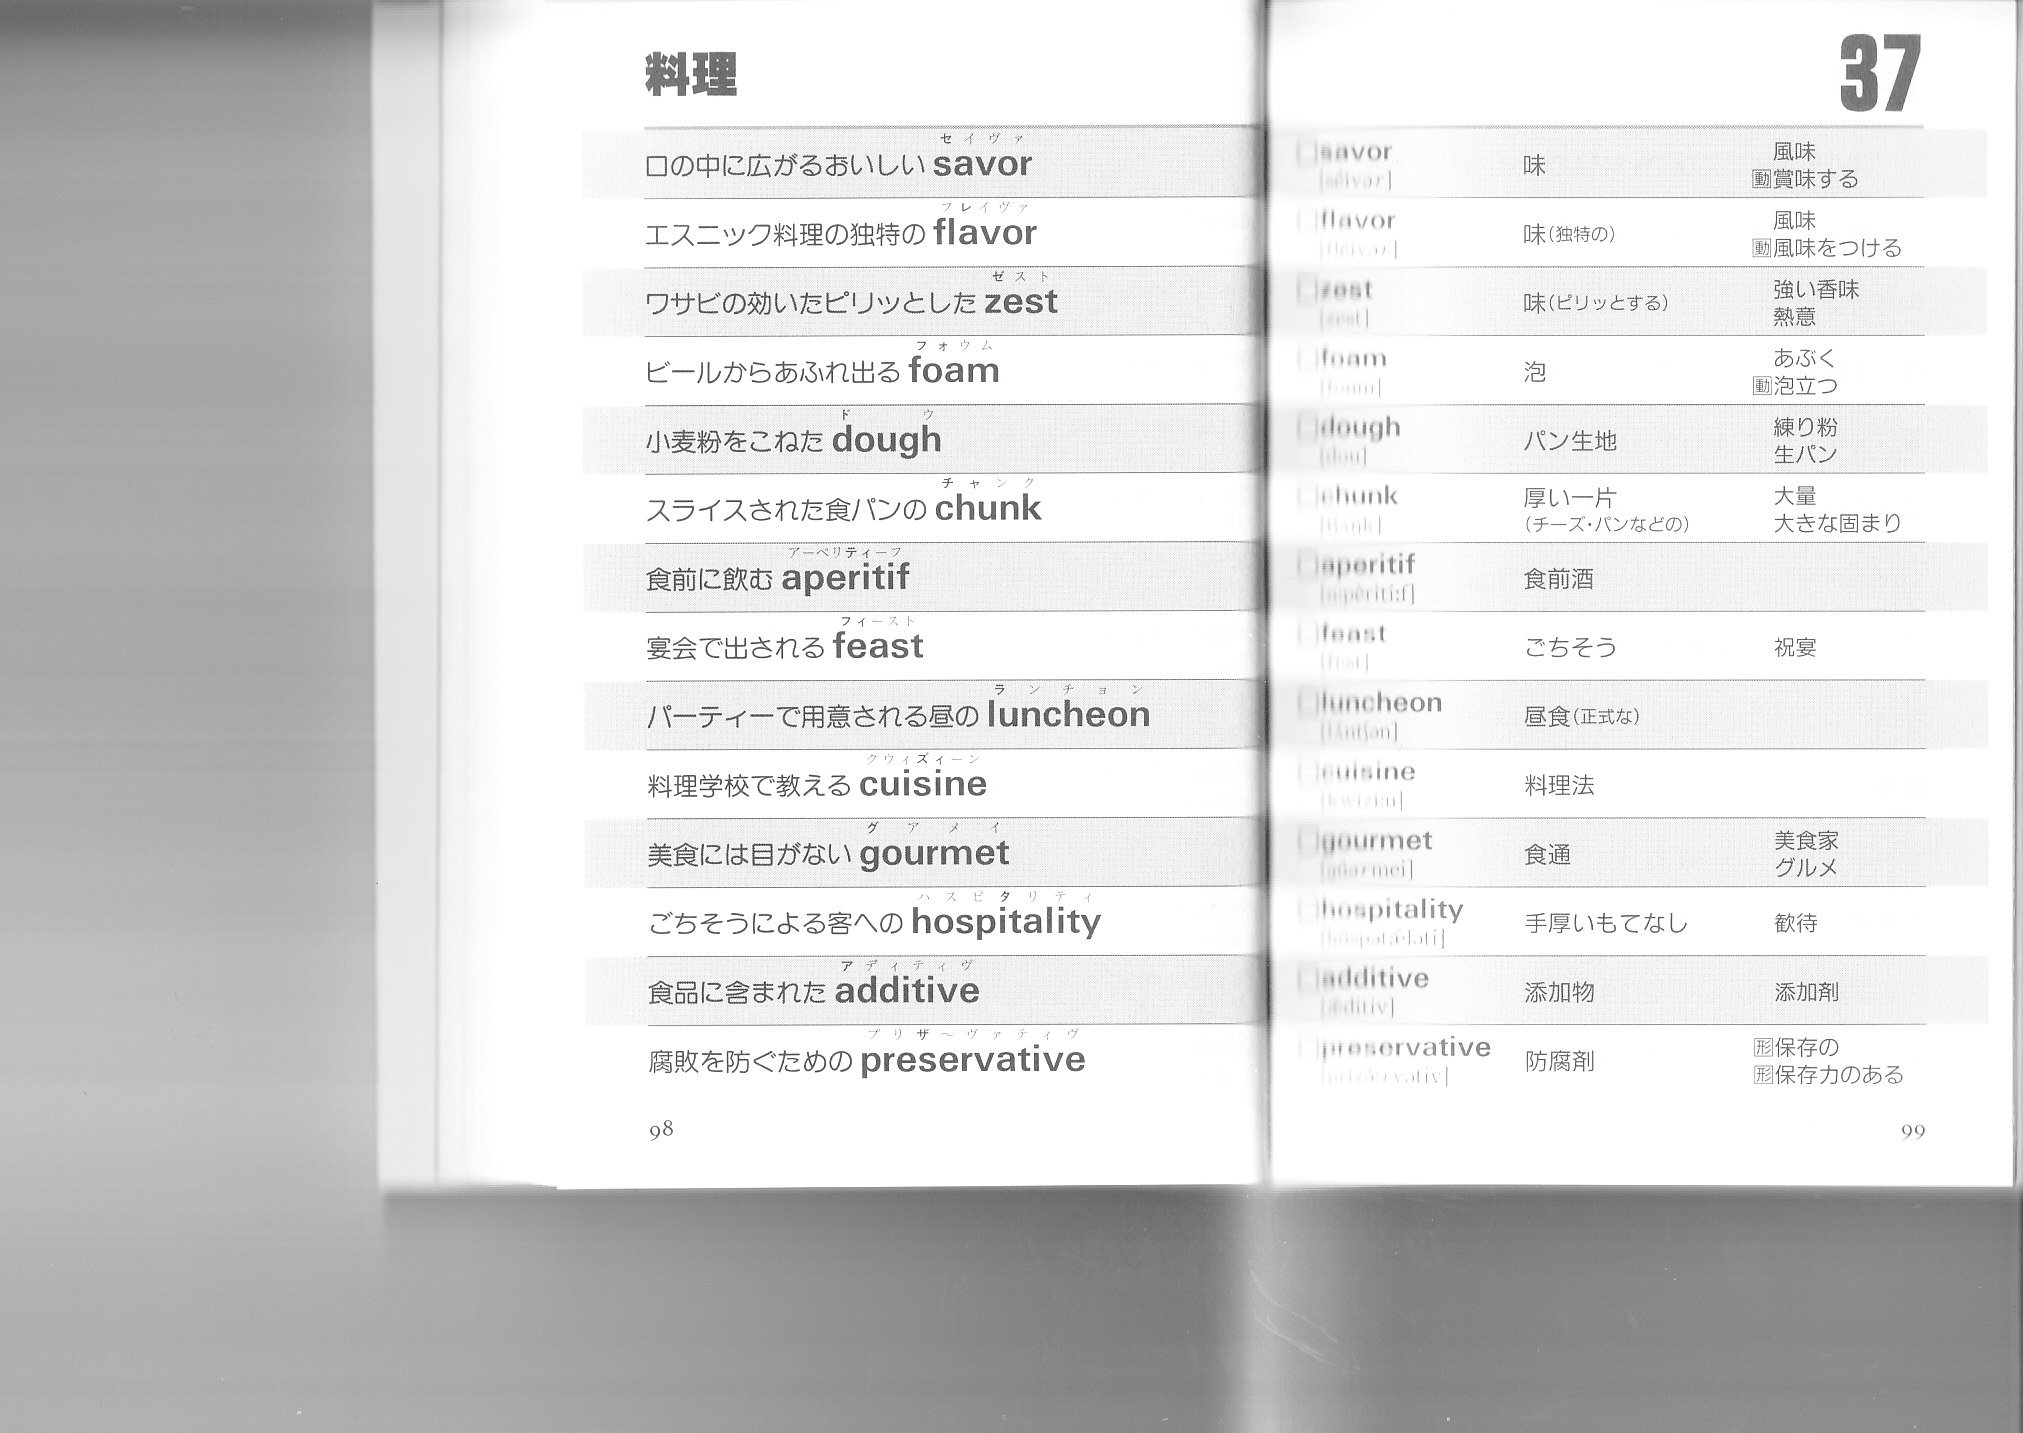 料理
セイヴァ
口の中に広がるおいしい savor
フレイヴァ
エスニック料理の独特の flavor
ゼスト
ワサビの効いたピリッとした zest
フォウム
ビールからあふれ出る foam
ドウ
小麦粉をこねた dough
チャンク
スライスされた食パンの chunk
アーペリティーフ
食前に飲む aperitif
フィースト
宴会で出される feast
ランチョン
パーティーで用意される昼の luncheon
クウィズィーン
料理学校で教える cuisine
グアメイ
美食には目がない gourmet
ハスピタリティ
ごちそうによる客への hospitality
アディティヴ
食品に含まれた additive
プリザ〜ヴァティヴ
腐敗を防ぐための preservative
98
37
savor 味 風味
動賞味する
flavor 味(独特の) 風味
動風味をつける
zest 味(ピリッとする) 強い香味
熱意
foam 泡 あぶく
動泡立つ
dough パン生地 練り粉
生パン
chunk 厚い一片 大量
(チーズ・パンなどの) 大きな固まり
aperitif 食前酒
feast ごちそう 祝宴
luncheon 昼食(正式な)
cuisine 料理法
gourmet 食通 美食家
グルメ
hospitality 手厚いもてなし 歓待
additive 添加物 添加剤
preservative 防腐剤 形保存の
形保存力のある
99